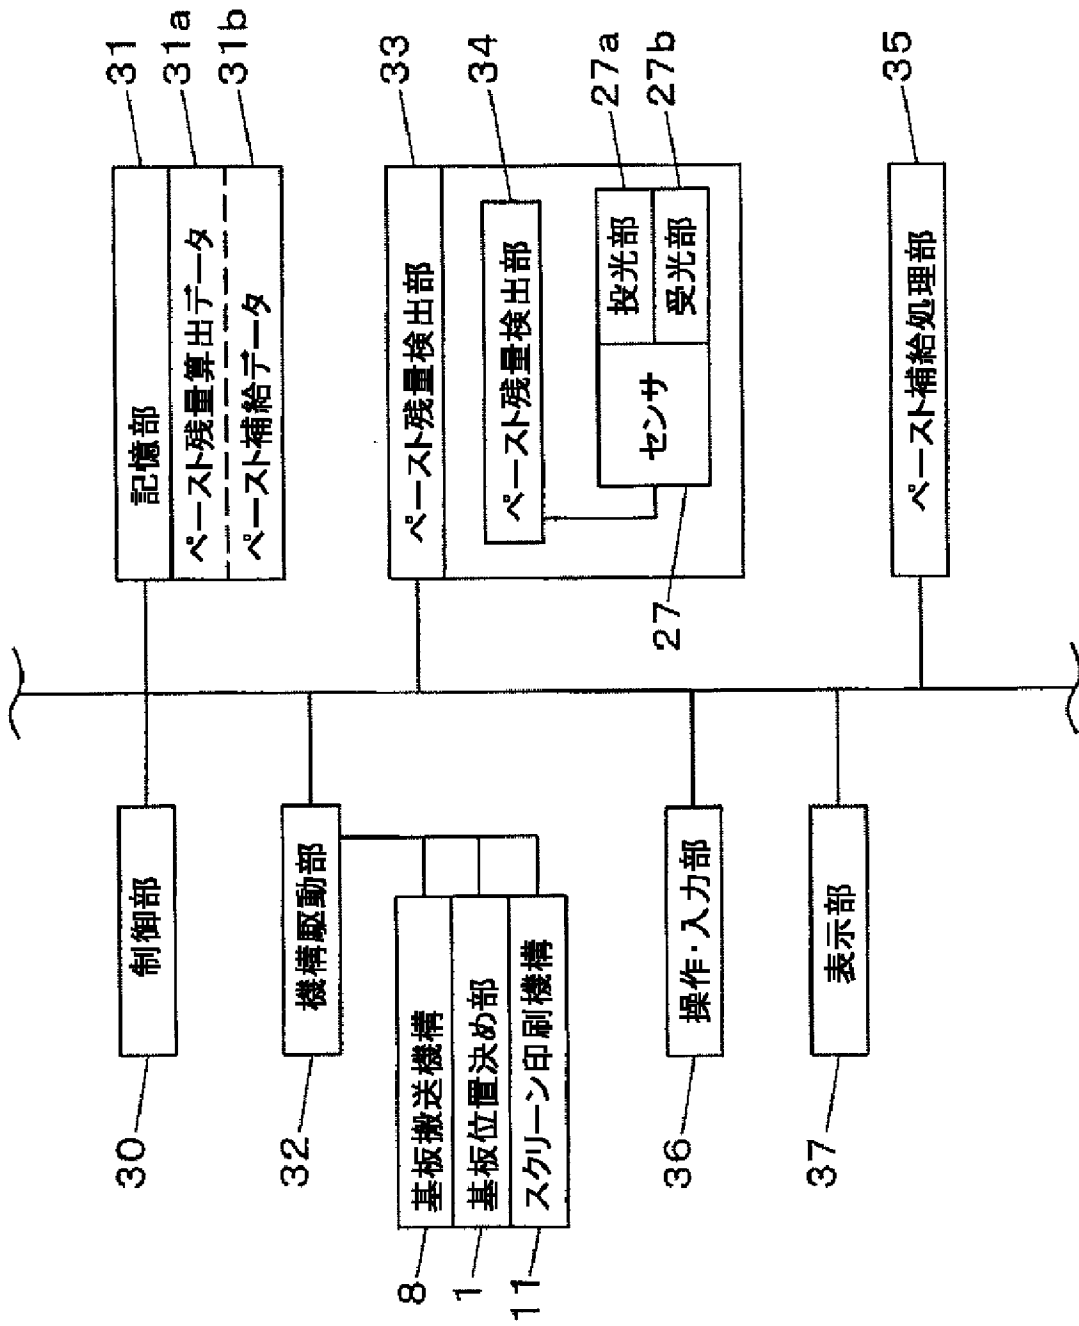 30
制御部
32
機構駆動部
8
基板搬送機構
1
基板位置決め部
11
スクリーン印刷機構
36
操作・入力部
37
表示部
記憶部
31
ペースト残量算出データ
31a
ペースト補給データ
31b
ペースト残量検出部
33
ペースト残量検出部
34
センサ
27
投光部
27a
受光部
27b
ペースト補給処理部
35